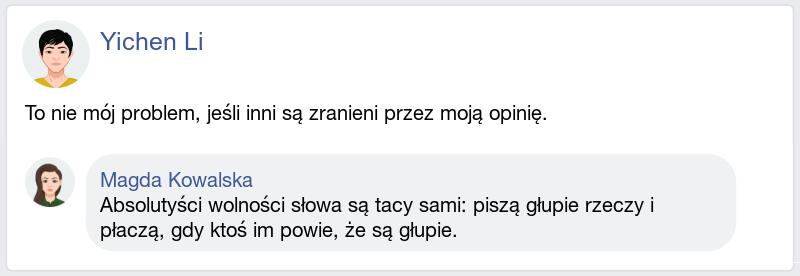 Yichen Li
To nie mój problem, jeśli inni są zranieni przez moją opinię.
Magda Kowalska
Absolutyści wolności słowa są tacy sami: piszą głupie rzeczy i
płaczą, gdy ktoś im powie, że są głupie.